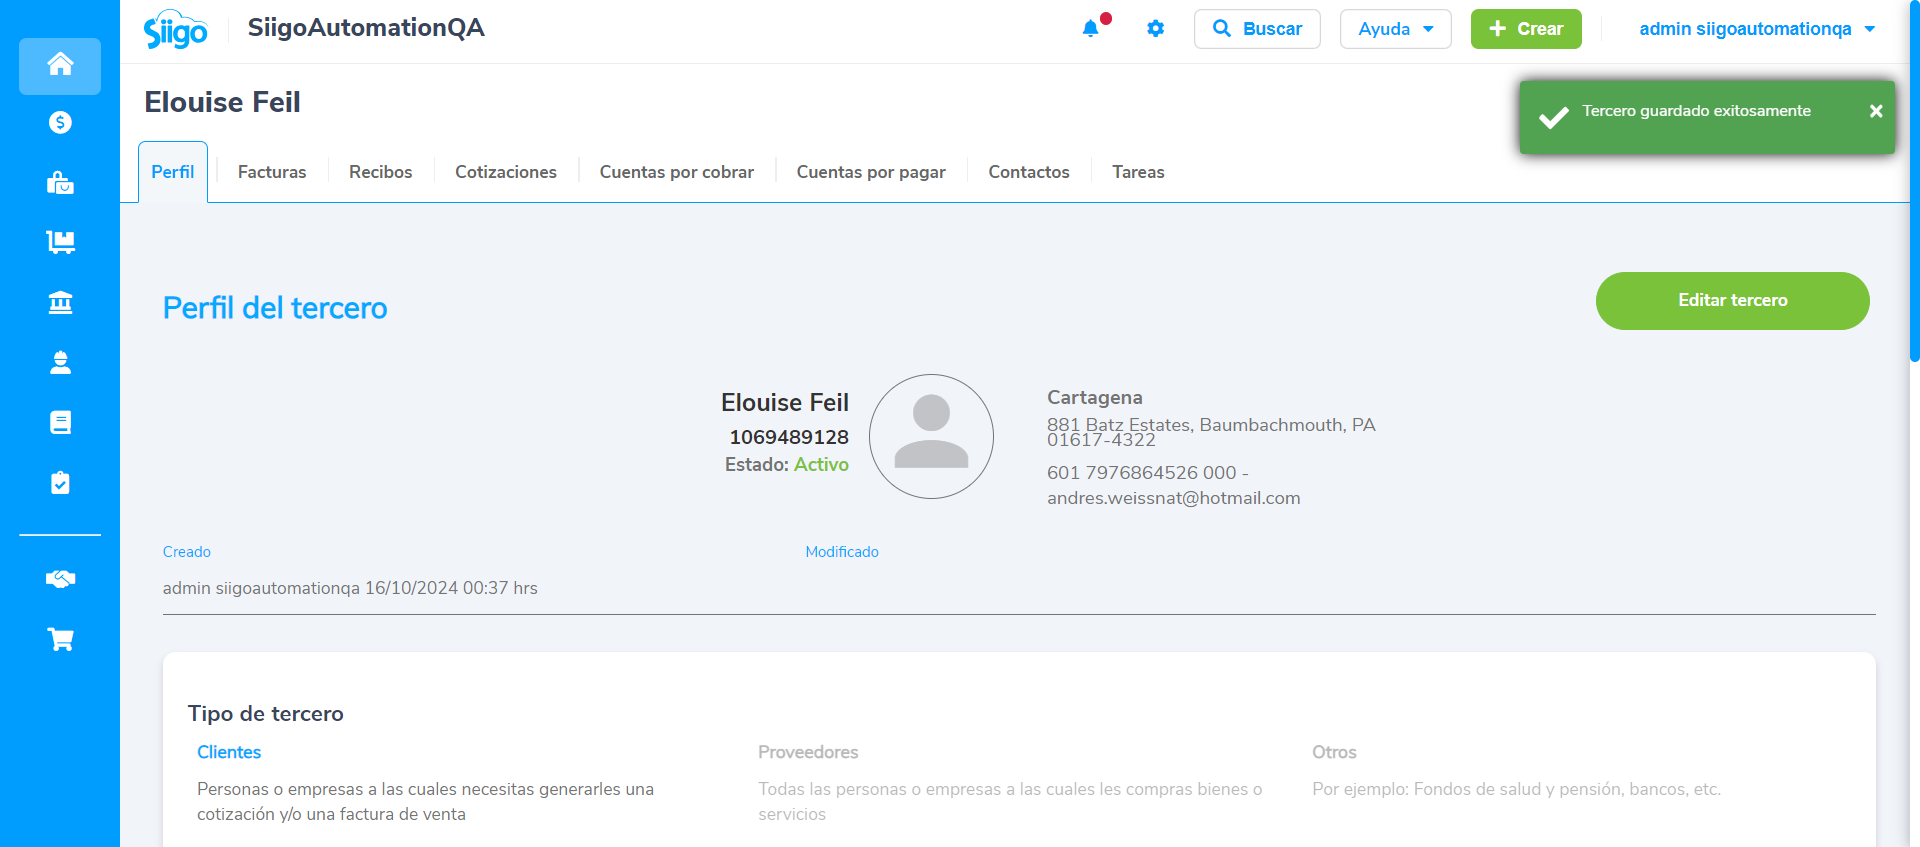 Siigo
SiigoAutomationQA
Buscar
Ayuda
Crear
admin siigoautomationqa
Elouise Feil
Tercero guardado exitosamente
Perfil
Facturas
Recibos
Cotizaciones
Cuentas por cobrar
Cuentas por pagar
Contactos
Tareas
Perfil del tercero
Editar tercero
Elouise Feil
1069489128
Estado: Activo
Cartagena
881 Batz Estates, Baumbachmouth, PA
01617-4322
601 7976864526 000 -
andres.weissnat@hotmail.com
Creado
Modificado
admin siigoautomationqa 16/10/2024 00:37 hrs
Tipo de tercero
Clientes
Personas o empresas a las cuales necesitas generarles una
cotización y/o una factura de venta
Proveedores
Todas las personas o empresas a las cuales les compras bienes o
servicios
Otros
Por ejemplo: Fondos de salud y pensión, bancos, etc.